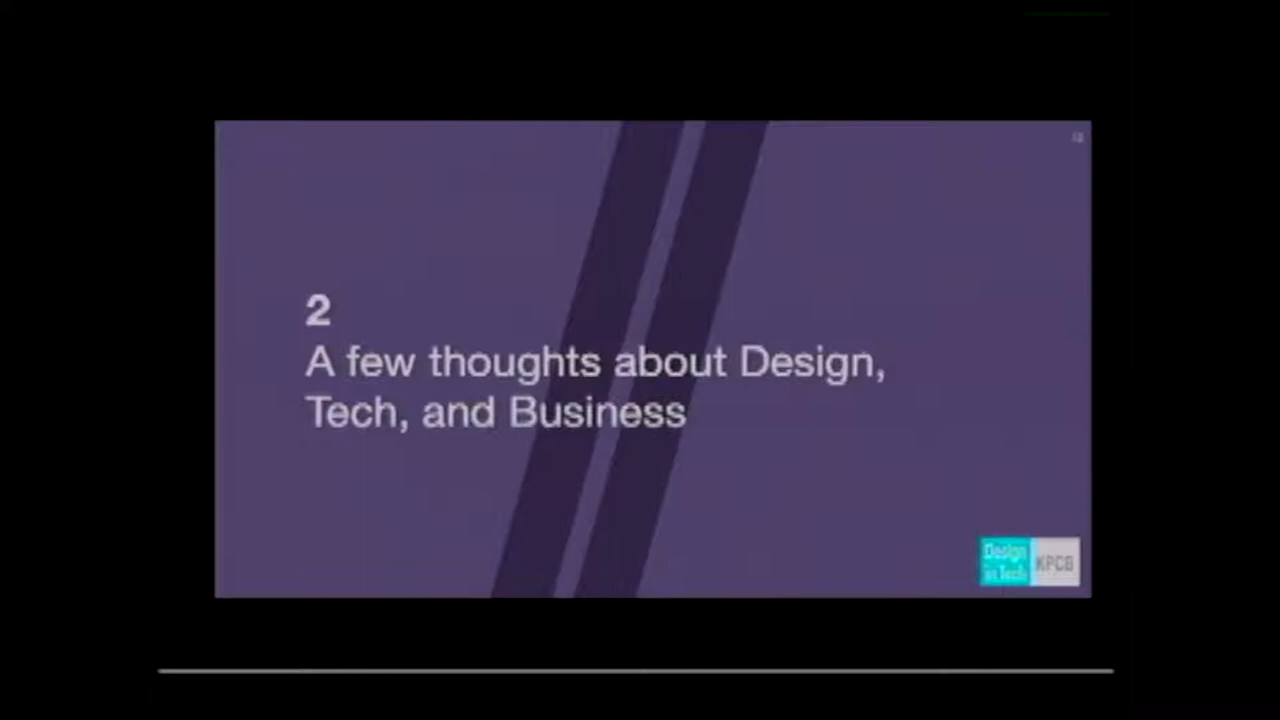 2
A few thoughts about Design,
Tech, and Business
Design
in Tech
KPCB